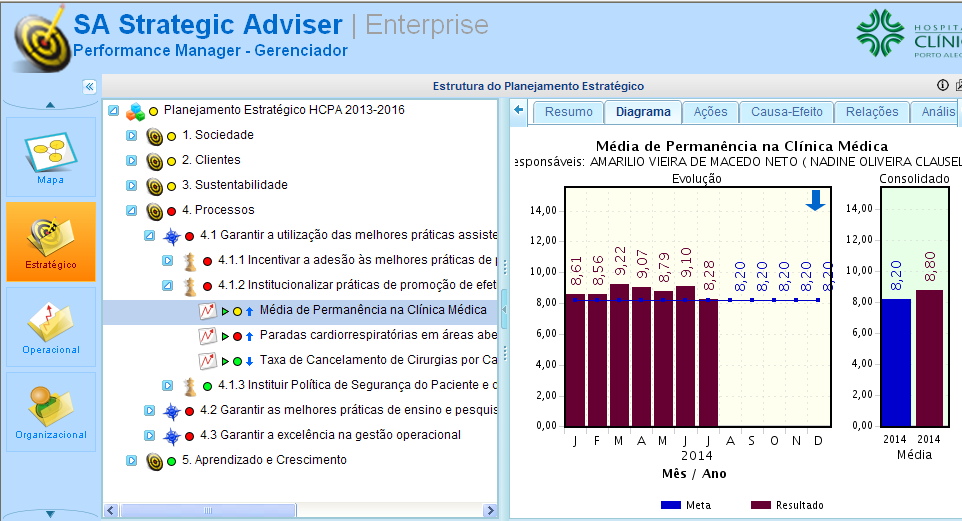 SA Strategic Adviser | Enterprise
Performance Manager - Gerenciador
HOSPITA
CLÍNI
PORTO ALEG
Estrutura do Planejamento Estratégico
Mapa
Estratégico
Operacional
Organizacional
Planejamento Estratégico HCPA 2013-2016
1. Sociedade
2. Clientes
3. Sustentabilidade
4. Processos
4.1 Garantir a utilização das melhores práticas assiste
4.1.1 Incentivar a adesão às melhores práticas de p
4.1.2 Institucionalizar práticas de promoção de efet
Média de Permanência na Clínica Médica
Paradas cardiorrespiratórias em áreas abe
Taxa de Cancelamento de Cirurgias por Ca
4.1.3 Instituir Política de Segurança do Paciente e d
4.2 Garantir as melhores práticas de ensino e pesquis
4.3 Garantir a excelência na gestão operacional
5. Aprendizado e Crescimento
Resumo Diagrama Ações Causa-Efeito Relações Anális
Média de Permanência na Clínica Médica
esponsáveis: AMARILIO VIEIRA DE MACEDO NETO ( NADINE OLIVEIRA CLAUSEL
Evolução
14,00
12,00
10,00
8,00
6,00
4,00
2,00
0,00
8,61 8,56 9,22 9,07 8,79 9,10 8,28 8,20 8,20 8,20 8,20 8,20
J F M A M J J A S O N D
2014
Mês / Ano
Consolidado
14,00
12,00
10,00
8,00
6,00
4,00
2,00
0,00
8,20 8,80
2014 2014
Média
Meta Resultado